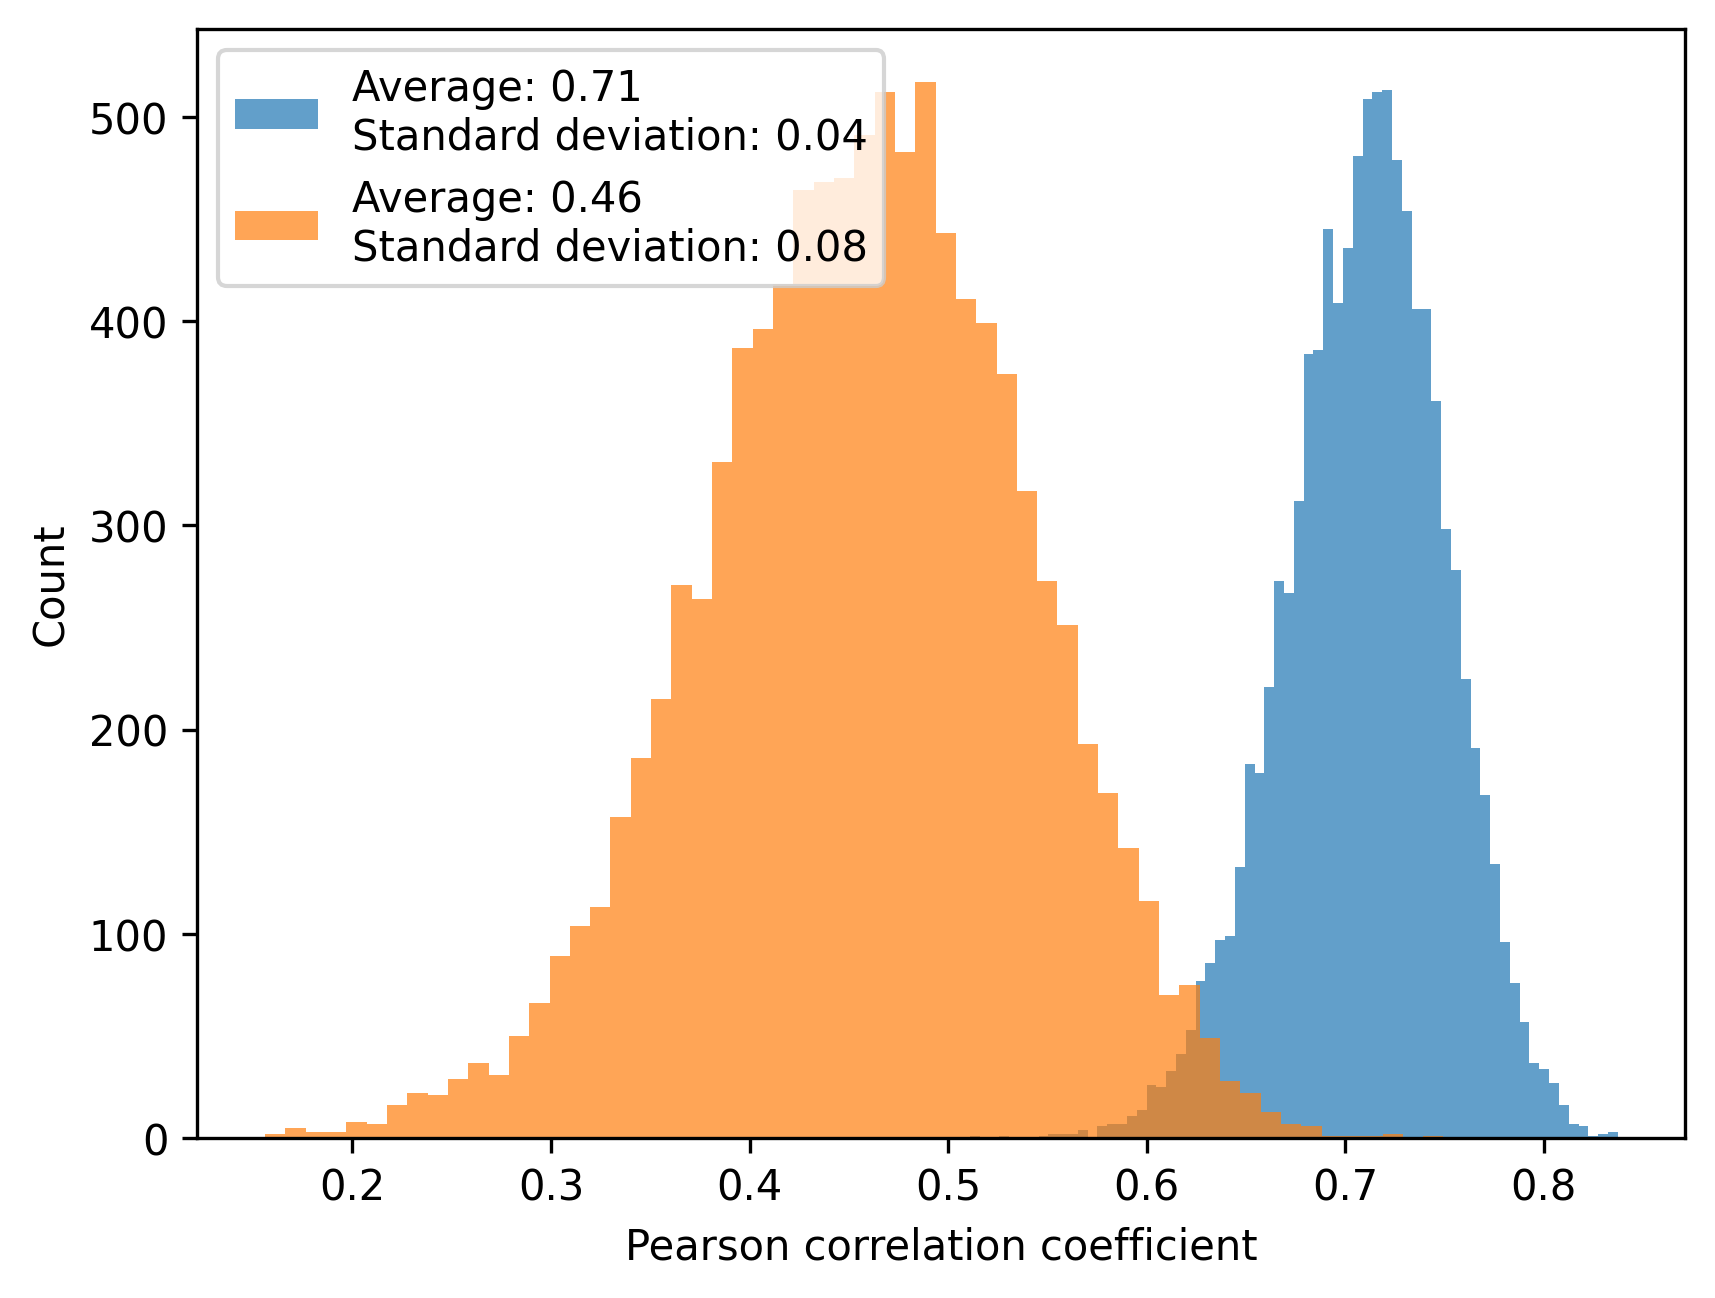 Average: 0.71
Standard deviation: 0.04
Average: 0.46
Standard deviation: 0.08
500
400
300
200
100
0
Count
0.2 0.3 0.4 0.5 0.6 0.7 0.8
Pearson correlation coefficient